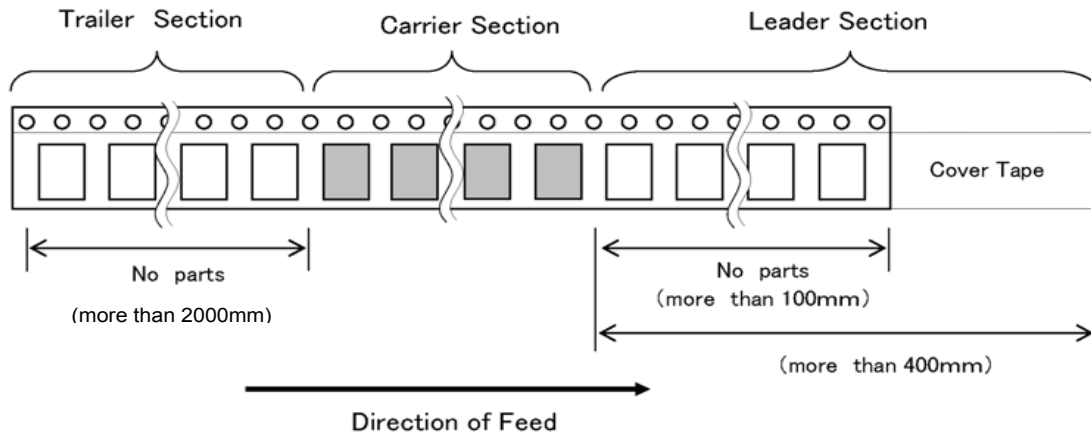 Trailer Section
Carrier Section
Leader Section
Cover Tape
No parts
(more than 2000mm)
No parts
(more than 100mm)
(more than 400mm)
Direction of Feed